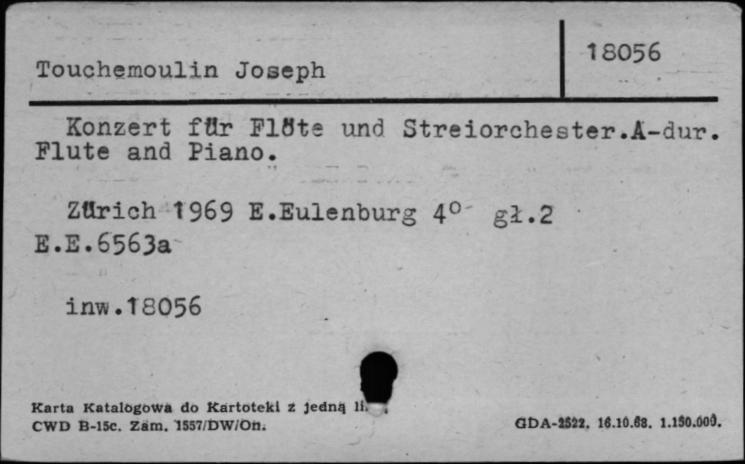 Touchemoulin Joseph
18056
Konzert für Flöte und Streiorchester.A-dur.
Flute and Piano.
Zürich 1969 E.Eulenburg 4° gł.2
E.E.6563a
inw.18056
Karta Katalogowa do Kartoteki z jedną
CWD B-15c. Zam. 1557/DW/On.
GDA-2522. 16.10.68. 1.150.000.